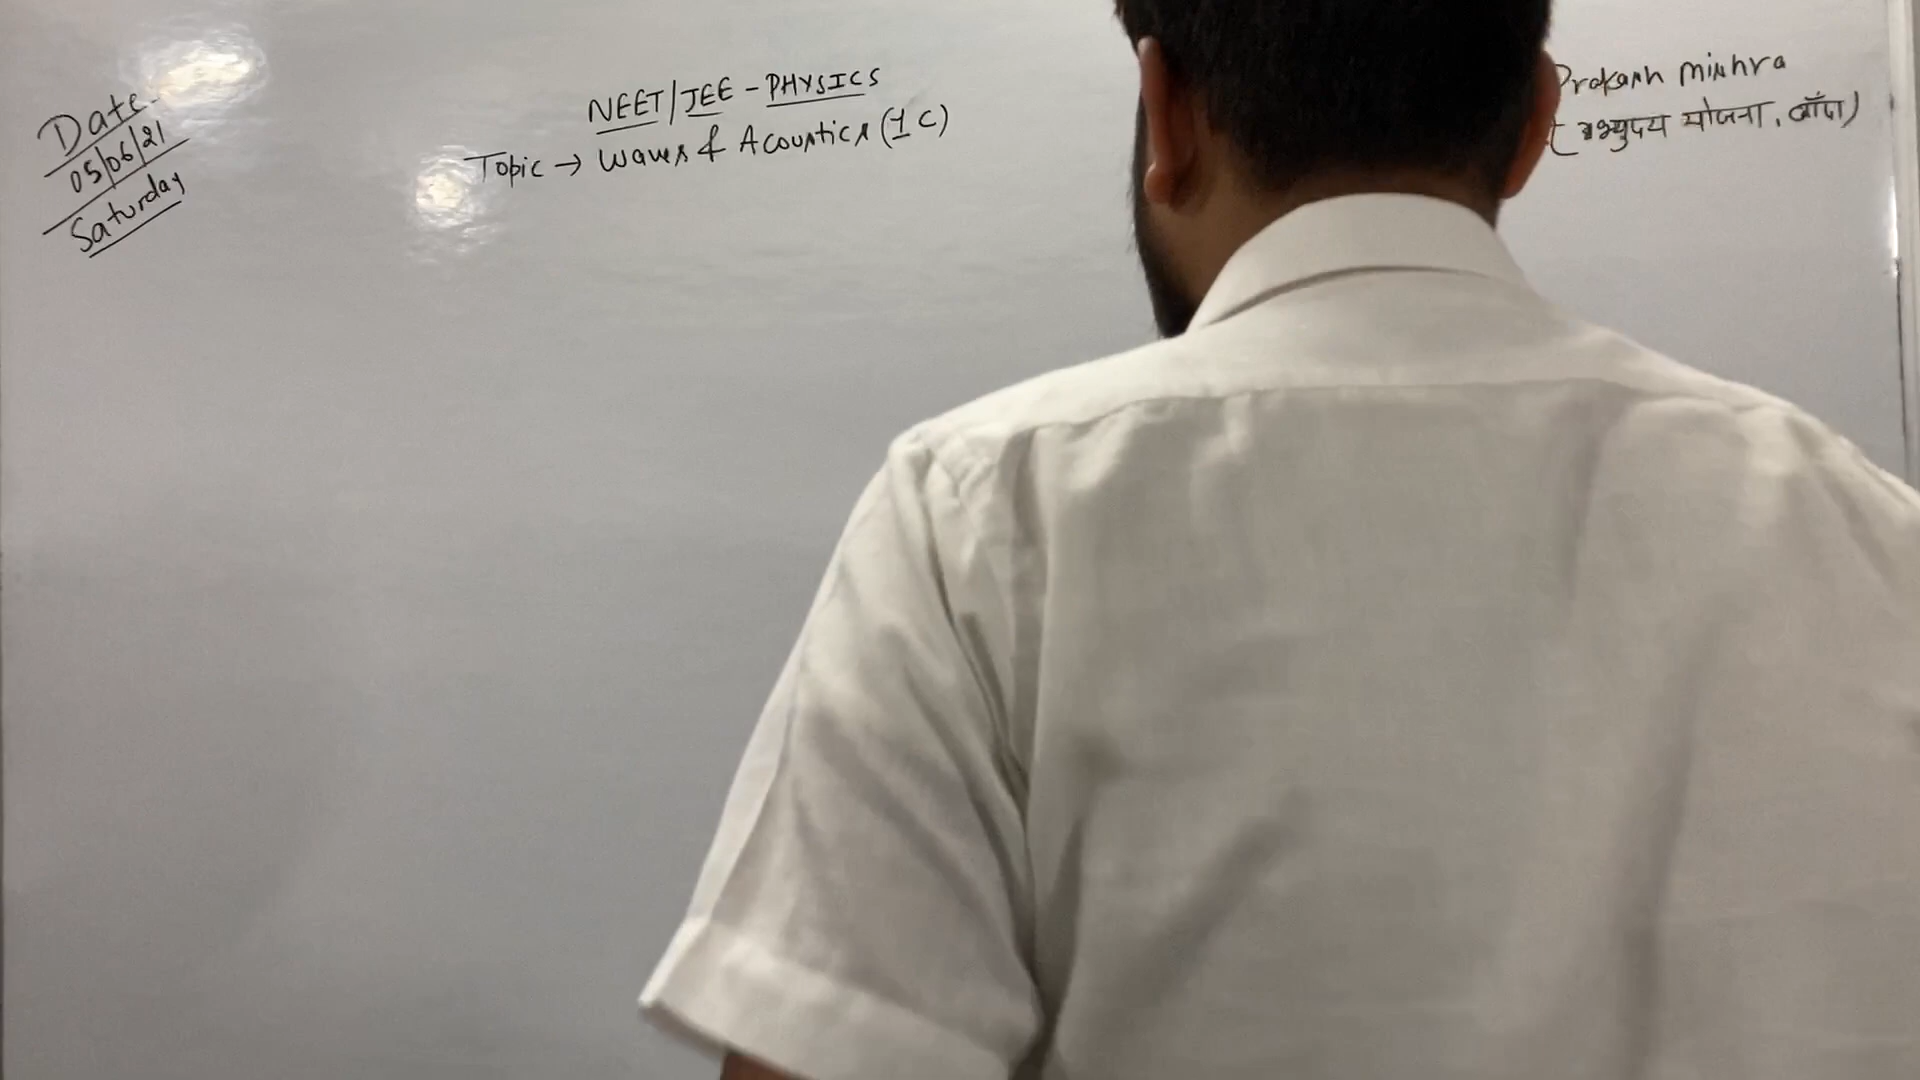 Date-
05/06/21
Saturday
NEET/JEE - PHYSICS
Topic → Waves & Acoustics (1 C)
Prakash Mishra
(अभ्युदय योजना, बाँदा)